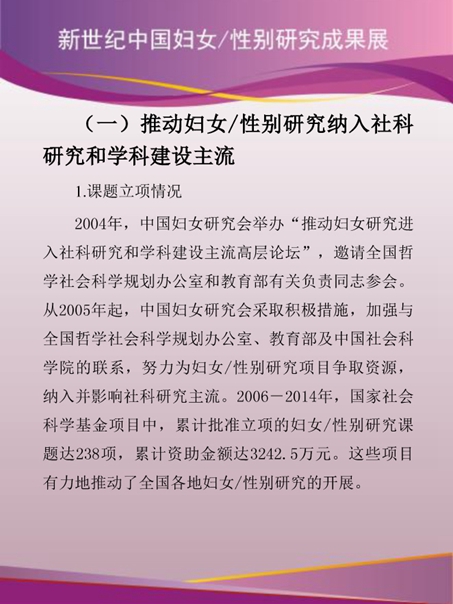 新世纪中国妇女/性别研究成果展
（一）推动妇女/性别研究纳入社科
研究和学科建设主流
1.课题立项情况
2004年，中国妇女研究会举办“推动妇女研究进
入社科研究和学科建设主流高层论坛”，邀请全国哲
学社会科学规划办公室和教育部有关负责同志参会。
从2005年起，中国妇女研究会采取积极措施，加强与
全国哲学社会科学规划办公室、教育部及中国社会科
学院的联系，努力为妇女/性别研究项目争取资源，
纳入并影响社科研究主流。2006－2014年，国家社会
科学基金项目中，累计批准立项的妇女/性别研究课
题达238项，累计资助金额达3242.5万元。这些项目
有力地推动了全国各地妇女/性别研究的开展。